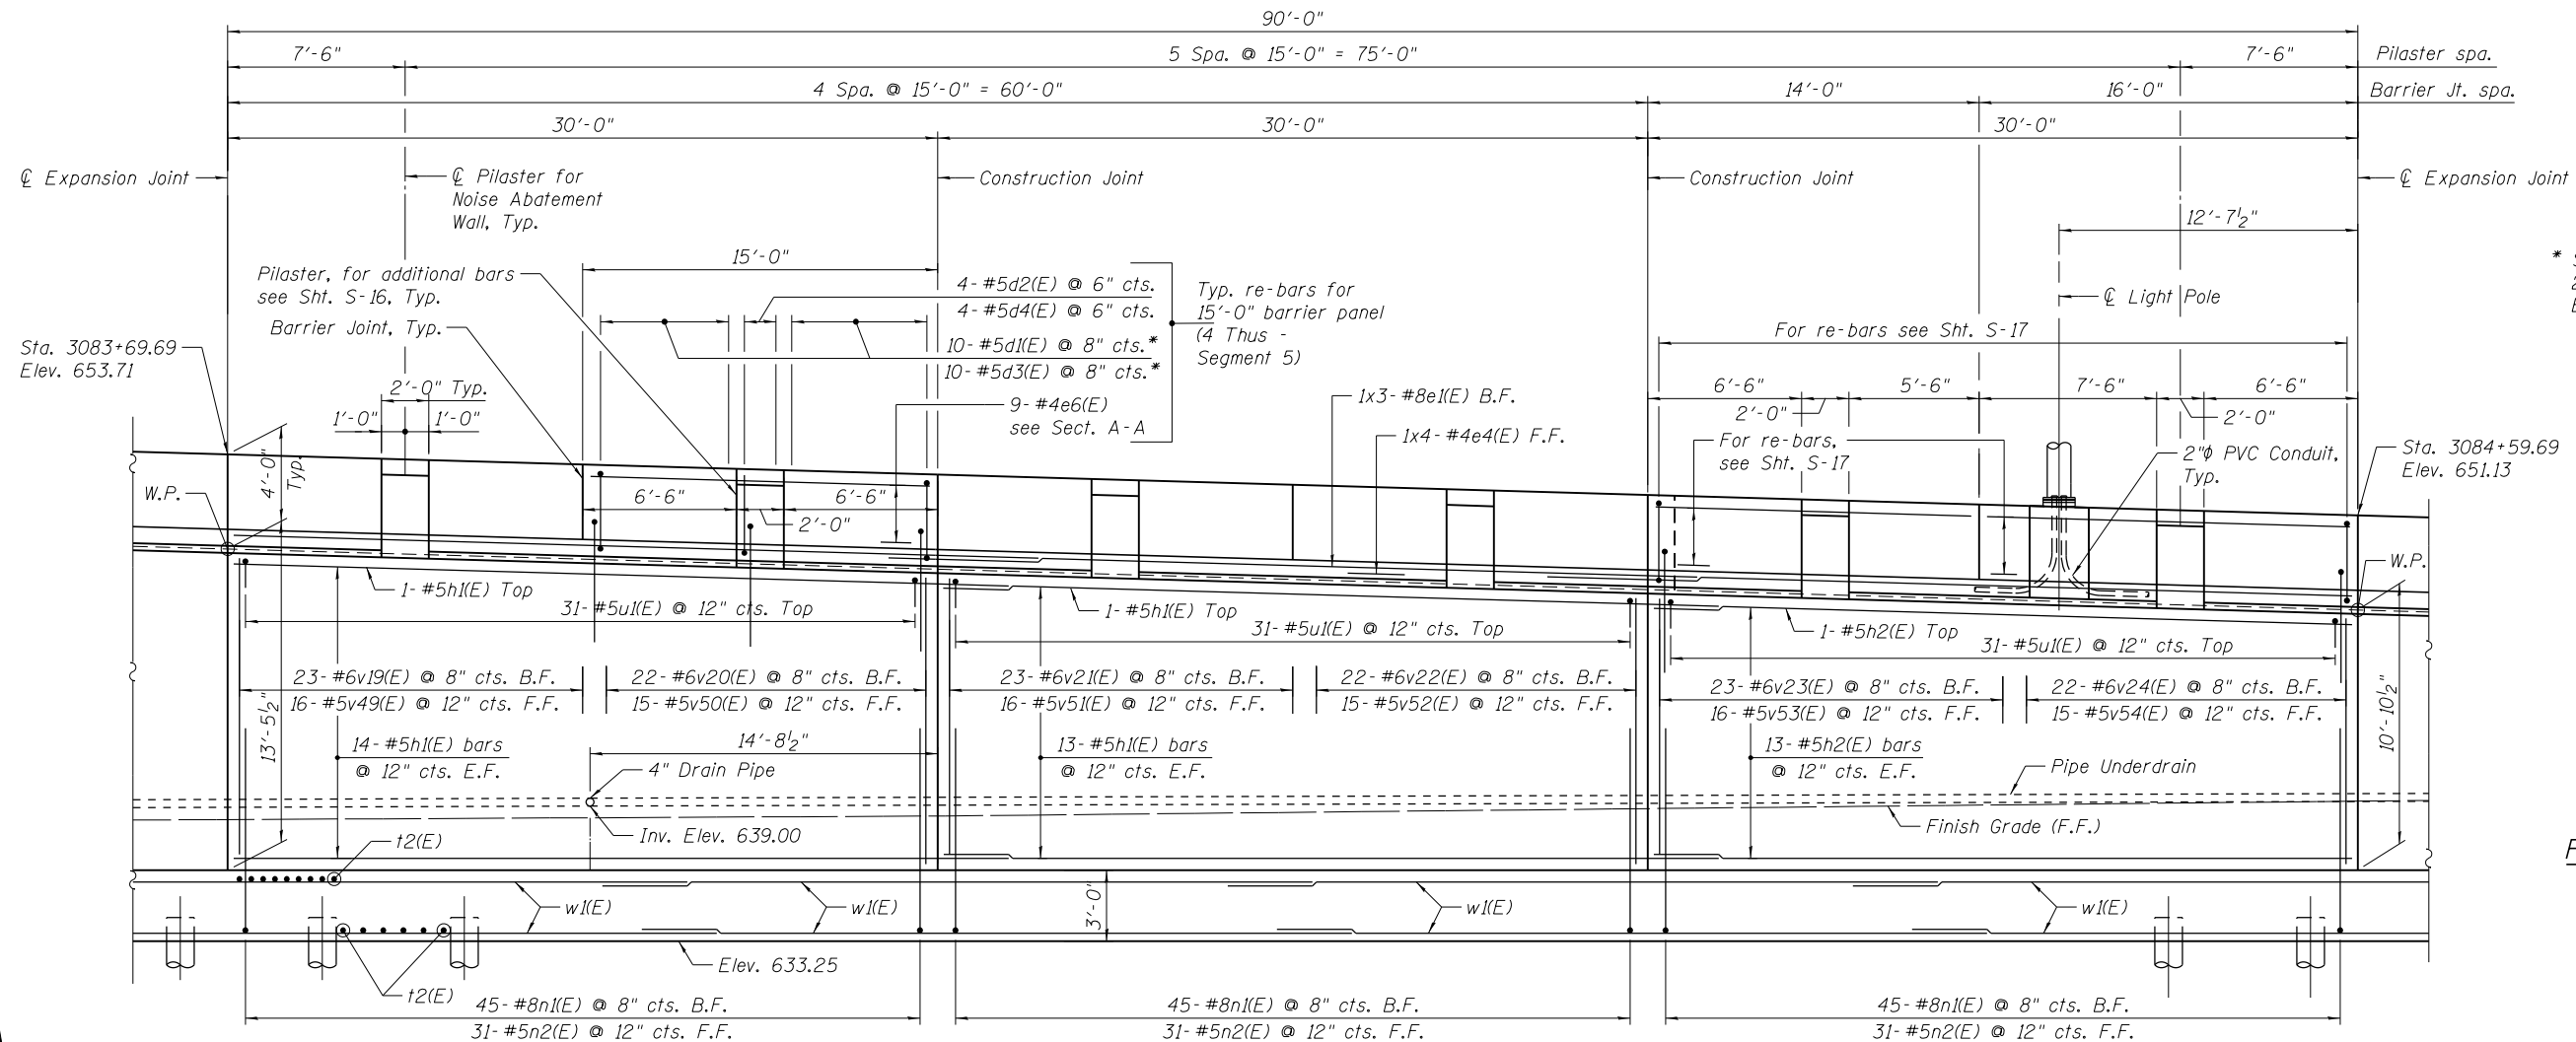 90'-0"
7'-6"
5 Spa. @ 15'-0" = 75'-0"
7'-6"
Pilaster spa.
4 Spa. @ 15'-0" = 60'-0"
14'-0"
16'-0"
Barrier Jt. spa.
30'-0"
30'-0"
30'-0"
℄ Expansion Joint
℄ Pilaster for
Noise Abatement
Wall, Typ.
Construction Joint
Construction Joint
℄ Expansion Joint
12'-7½"
15'-0"
Pilaster, for additional bars
see Sht. S-16, Typ.
Barrier Joint, Typ.
4-#5d2(E) @ 6" cts.
4-#5d4(E) @ 6" cts.
10-#5d1(E) @ 8" cts.*
10-#5d3(E) @ 8" cts.*
9-#4e6(E)
see Sect. A-A
Typ. re-bars for
15'-0" barrier panel
(4 Thus -
Segment 5)
℄ Light Pole
*
For re-bars see Sht. S-17
Sta. 3083+69.69
Elev. 653.71
2'-0" Typ.
1'-0"
1'-0"
1x3-#8e1(E) B.F.
1x4-#4e4(E) F.F.
6'-6"
2'-0"
5'-6"
7'-6"
6'-6"
2'-0"
For re-bars,
see Sht. S-17
2"φ PVC Conduit,
Typ.
Sta. 3084+59.69
Elev. 651.13
4'-0"
Typ.
W.P.
6'-6"
6'-6"
2'-0"
W.P.
1-#5h1(E) Top
31-#5u1(E) @ 12" cts. Top
1-#5h1(E) Top
31-#5u1(E) @ 12" cts. Top
1-#5h2(E) Top
31-#5u1(E) @ 12" cts. Top
23-#6v19(E) @ 8" cts. B.F.
16-#5v49(E) @ 12" cts. F.F.
22-#6v20(E) @ 8" cts. B.F.
15-#5v50(E) @ 12" cts. F.F.
23-#6v21(E) @ 8" cts. B.F.
16-#5v51(E) @ 12" cts. F.F.
22-#6v22(E) @ 8" cts. B.F.
15-#5v52(E) @ 12" cts. F.F.
23-#6v23(E) @ 8" cts. B.F.
16-#5v53(E) @ 12" cts. F.F.
22-#6v24(E) @ 8" cts. B.F.
15-#5v54(E) @ 12" cts. F.F.
13'-5½"
10'-10½"
14-#5h1(E) bars
@ 12" cts. E.F.
14'-8½"
4" Drain Pipe
13-#5h1(E) bars
@ 12" cts. E.F.
13-#5h2(E) bars
@ 12" cts. E.F.
Pipe Underdrain
Inv. Elev. 639.00
Finish Grade (F.F.)
t2(E)
w1(E)
w1(E)
3'-0"
w1(E)
w1(E)
Elev. 633.25
t2(E)
45-#8n1(E) @ 8" cts. B.F.
31-#5n2(E) @ 12" cts. F.F.
45-#8n1(E) @ 8" cts. B.F.
31-#5n2(E) @ 12" cts. F.F.
45-#8n1(E) @ 8" cts. B.F.
31-#5n2(E) @ 12" cts. F.F.